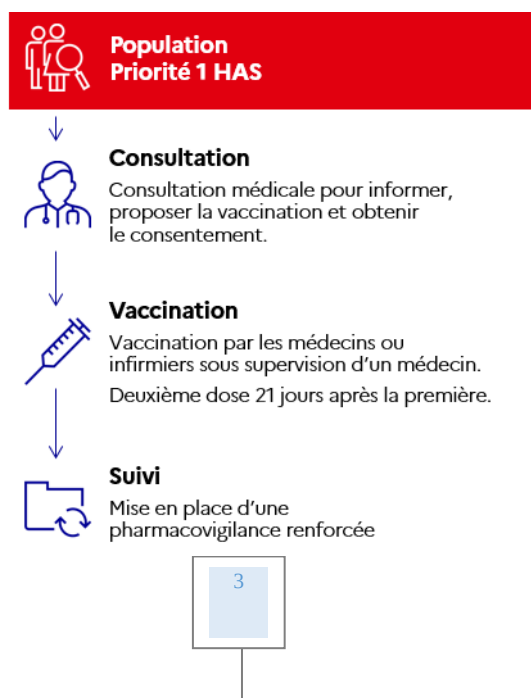 Population
Priorité 1 HAS
Consultation
Consultation médicale pour informer,
proposer la vaccination et obtenir
le consentement.
Vaccination
Vaccination par les médecins ou
infirmiers sous supervision d'un médecin.
Deuxième dose 21 jours après la première.
Suivi
Mise en place d'une
pharmacovigilance renforcée
3